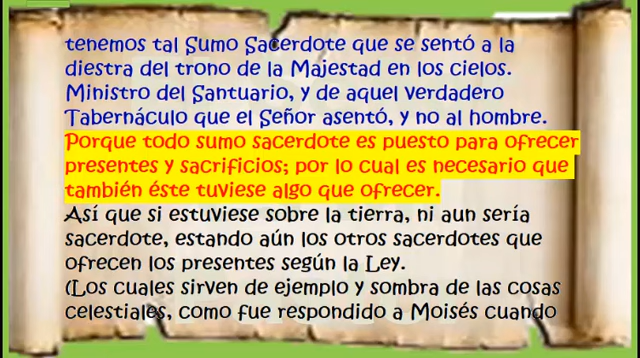 tenemos tal Sumo Sacerdote que se sentó a la
diestra del trono de la Majestad en los cielos.
Ministro del Santuario, y de aquel verdadero
Tabernáculo que el Señor asentó, y no al hombre.
Porque todo sumo sacerdote es puesto para ofrecer
presentes y sacrificios; por lo cual es necesario que
también éste tuviese algo que ofrecer.
Así que si estuviese sobre la tierra, ni aun sería
sacerdote, estando aún los otros sacerdotes que
ofrecen los presentes según la Ley.
(Los cuales sirven de ejemplo y sombra de las cosas
celestiales, como fue respondido a Moisés cuando